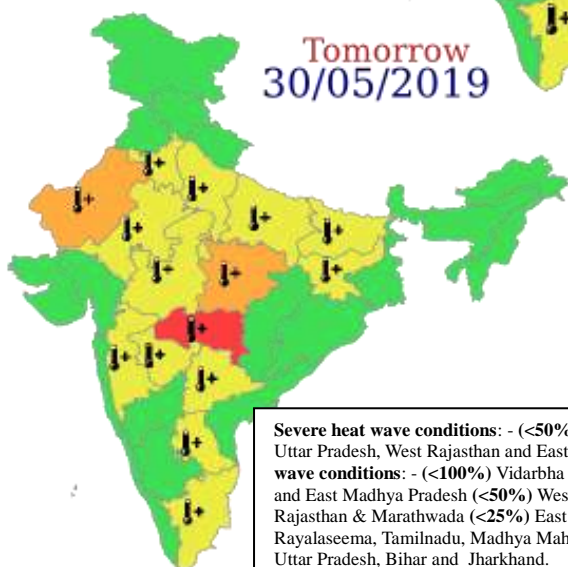 Tomorrow
30/05/2019
Severe heat wave conditions: - (<50%
Uttar Pradesh, West Rajasthan and East
wave conditions: - (<100%) Vidarbha
and East Madhya Pradesh (<50%) Wes
Rajasthan & Marathwada (<25%) East
Rayalaseema, Tamilnadu, Madhya Mah
Uttar Pradesh, Bihar and Jharkhand.